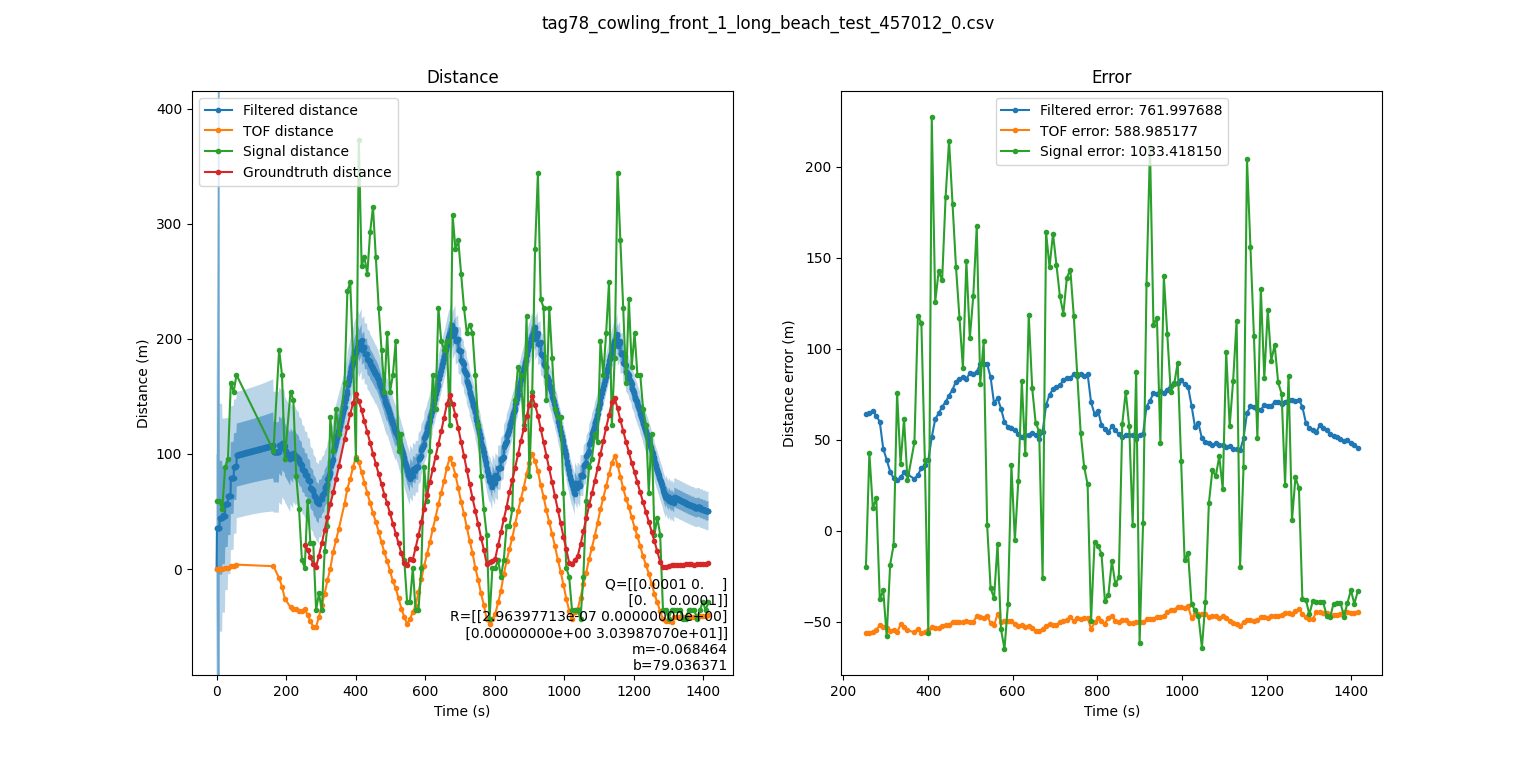 tag78_cowling_front_1_long_beach_test_457012_0.csv
Distance
Error
Filtered distance
TOF distance
Signal distance
Groundtruth distance
Filtered error: 761.997688
TOF error: 588.985177
Signal error: 1033.418150
Distance (m)
400
300
200
100
0
0 200 400 600 800 1000 1200 1400
Time (s)
Q=[[0.0001 0. ]
[0. 0.0001]]
R=[[2.96397713e-07 0.00000000e+00]
[0.00000000e+00 3.03987070e+01]]
m=-0.068464
b=79.036371
Distance error (m)
200
150
100
50
0
−50
200 400 600 800 1000 1200 1400
Time (s)